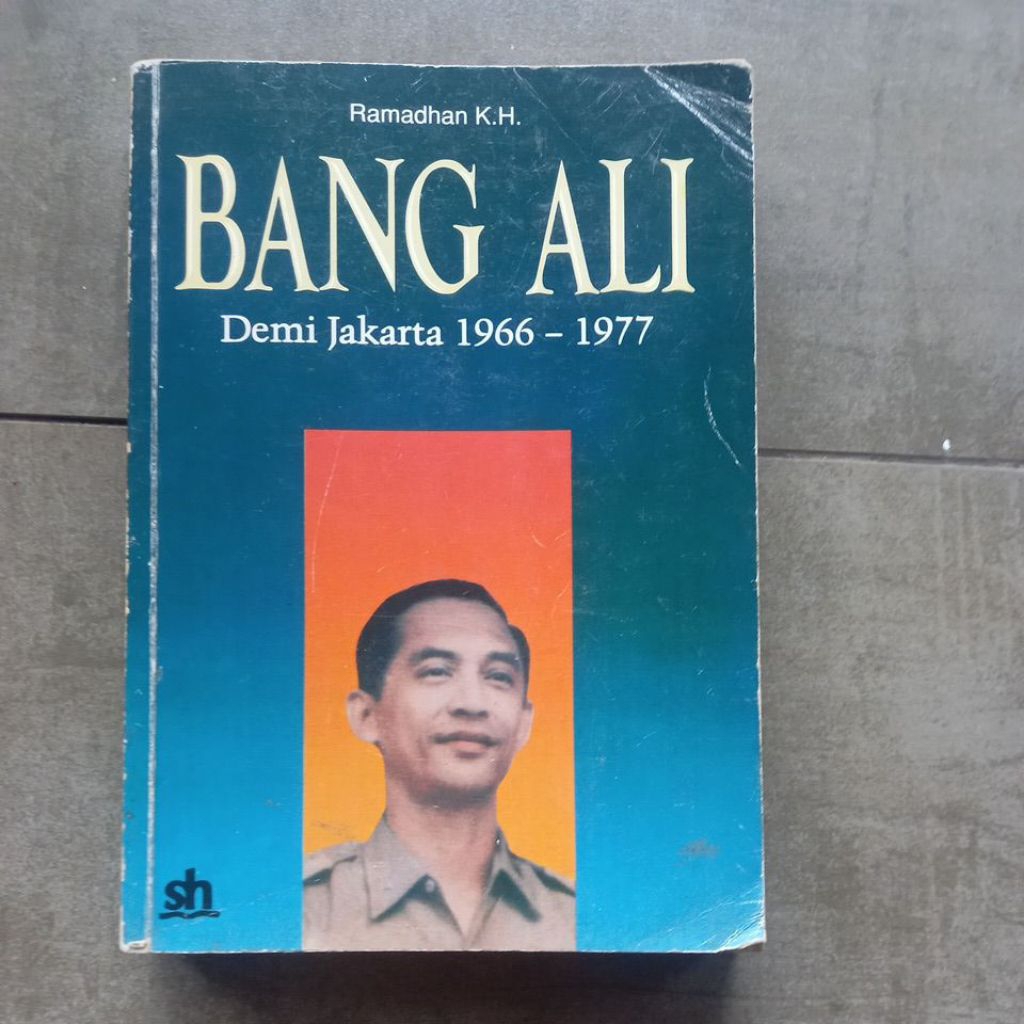 Ramadhan K.H.
BANG ALI
Demi Jakarta 1966 – 1977
sh